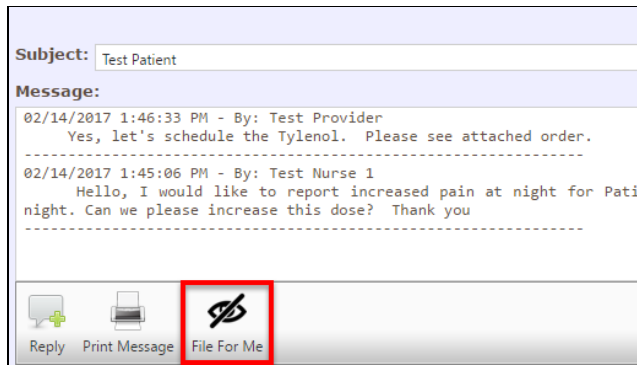 Subject: Test Patient
Message:
02/14/2017 1:46:33 PM - By: Test Provider
Yes, let's schedule the Tylenol. Please see attached order.
----------------------------------------------------------------
02/14/2017 1:45:06 PM - By: Test Nurse 1
Hello, I would like to report increased pain at night for Pati
night. Can we please increase this dose? Thank you
----------------------------------------------------------------
Reply Print Message File For Me